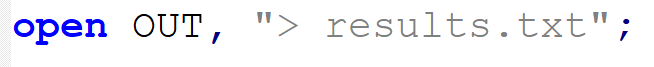 open OUT, "> results.txt";